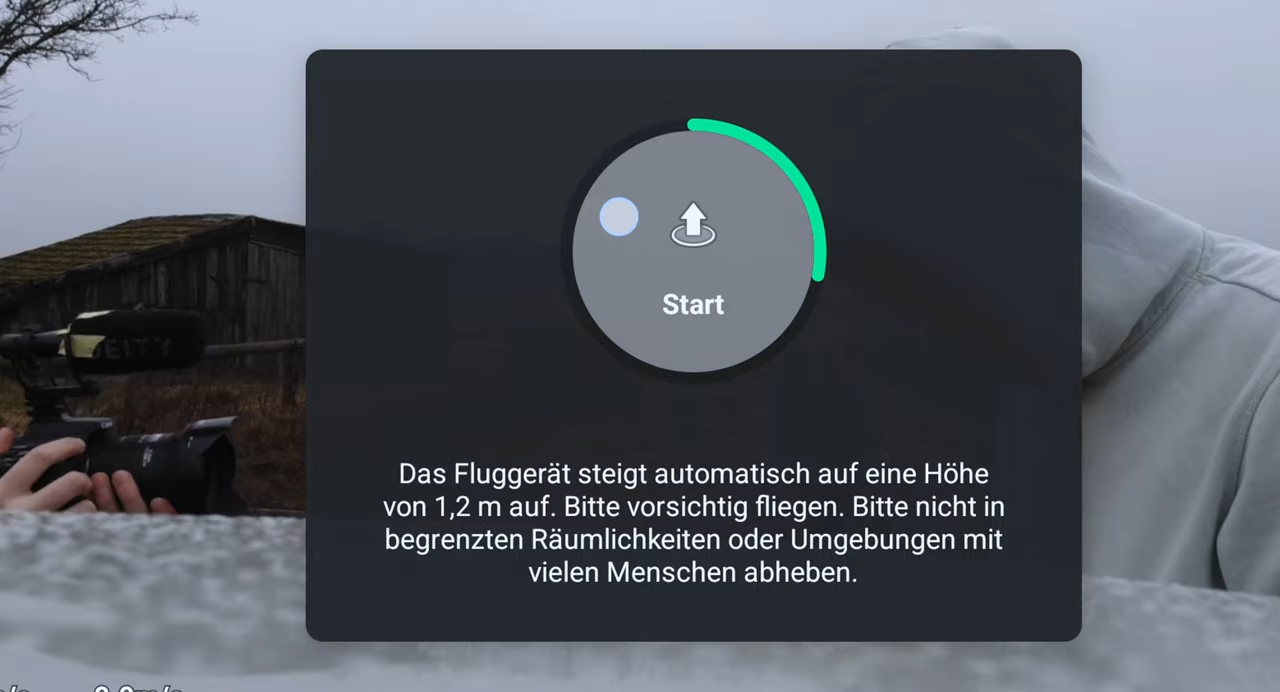 DEITY
Start
Das Fluggerät steigt automatisch auf eine Höhe
von 1,2 m auf. Bitte vorsichtig fliegen. Bitte nicht in
begrenzten Räumlichkeiten oder Umgebungen mit
vielen Menschen abheben.